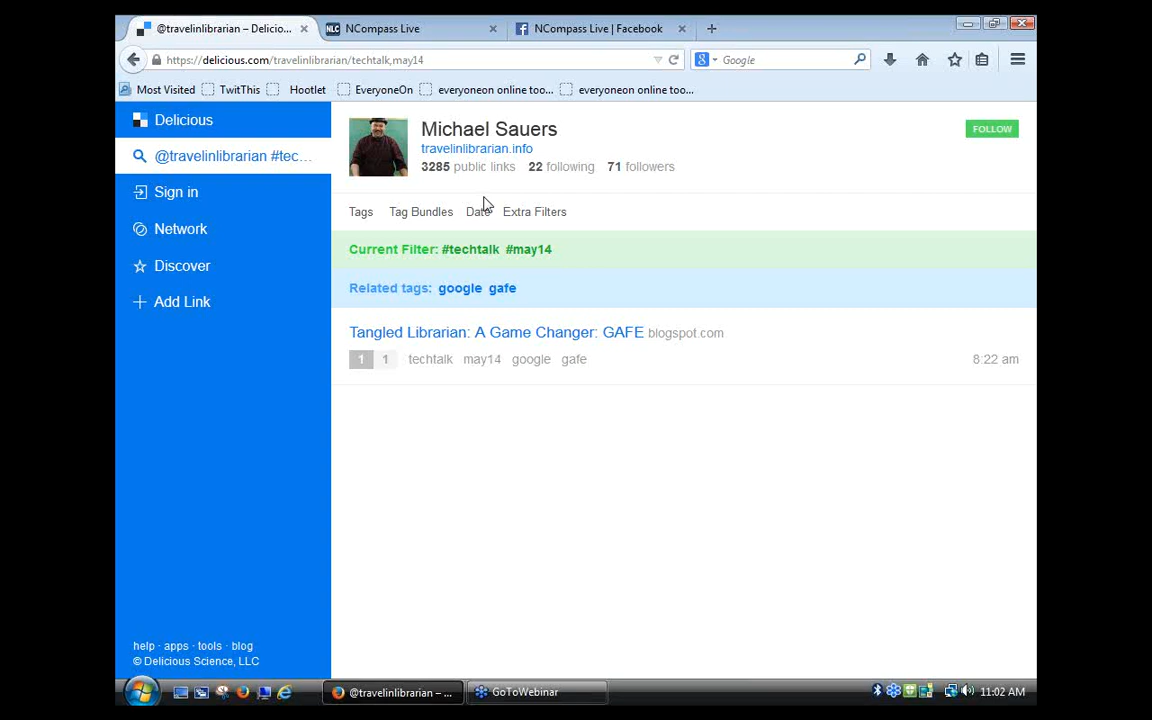 @travelinlibrarian – Delicio...
NCompass Live
NCompass Live | Facebook
https://delicious.com/travelinlibrarian/techtalk,may14
Google
Most Visited
TwitThis
Hootlet
EveryoneOn
everyoneon online too...
everyoneon online too...
Delicious
@travelinlibrarian #tec...
Sign in
Network
Discover
Add Link
help · apps · tools · blog
© Delicious Science, LLC
Michael Sauers
FOLLOW
travelinlibrarian.info
3285 public links 22 following 71 followers
Tags Tag Bundles Date Extra Filters
Current Filter: #techtalk #may14
Related tags: google gafe
Tangled Librarian: A Game Changer: GAFE blogspot.com
1 1 techtalk may14 google gafe 8:22 am
@travelinlibrarian – ...
GoToWebinar
11:02 AM